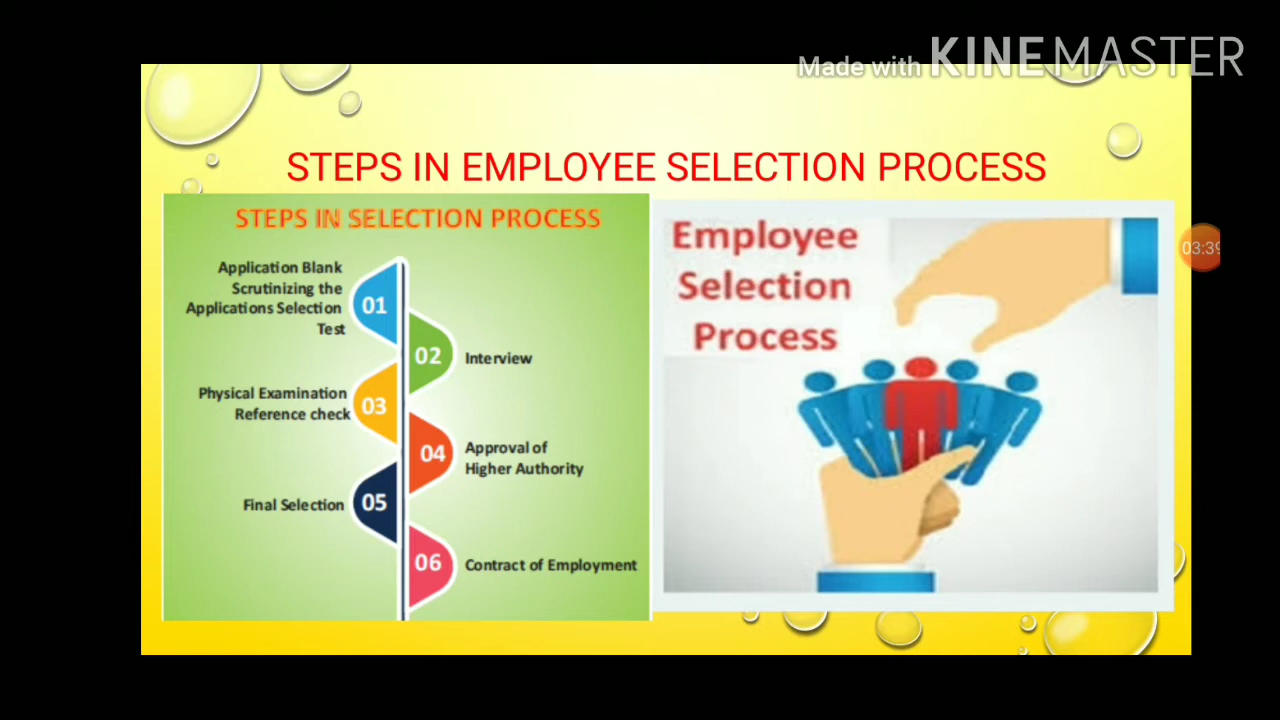 Made with KINEMASTER
STEPS IN EMPLOYEE SELECTION PROCESS
STEPS IN SELECTION PROCESS
Application Blank
Scrutinizing the
Applications Selection
Test
01
02
Interview
Physical Examination
Reference check
03
04
Approval of
Higher Authority
Final Selection
05
06
Contract of Employment
Employee
Selection
Process
03:39